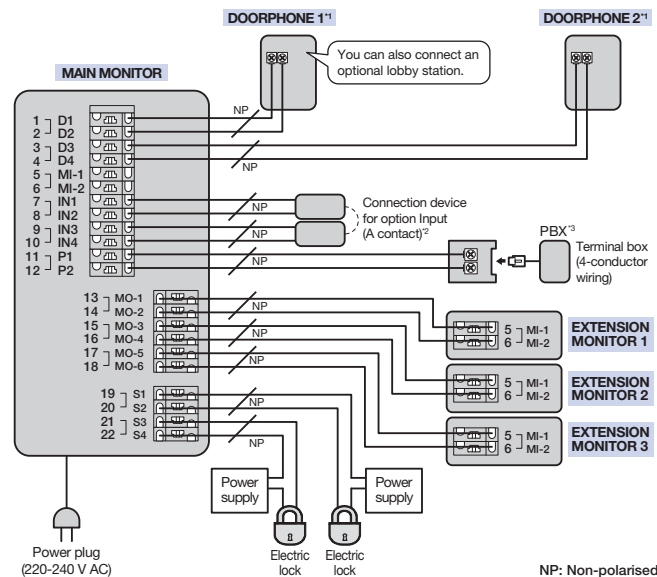 DOORPHONE 1*1
DOORPHONE 2*1
You can also connect an
optional lobby station.
MAIN MONITOR
NP
NP
1 D1
2 D2
3 D3
4 D4
5 MI-1
6 MI-2
7 IN1
8 IN2
9 IN3
10 IN4
11 P1
12 P2
NP
NP
NP
Connection device
for option Input
(A contact)*2
PBX*3
Terminal box
(4-conductor
wiring)
13 MO-1
14 MO-2
15 MO-3
16 MO-4
17 MO-5
18 MO-6
NP
NP
NP
5 MI-1
6 MI-2
EXTENSION
MONITOR 1
5 MI-1
6 MI-2
EXTENSION
MONITOR 2
5 MI-1
6 MI-2
EXTENSION
MONITOR 3
19 S1
20 S2
21 S3
22 S4
NP
NP
Power
supply
Power
supply
Electric
lock
Electric
lock
Power plug
(220-240 V AC)
NP: Non-polarised